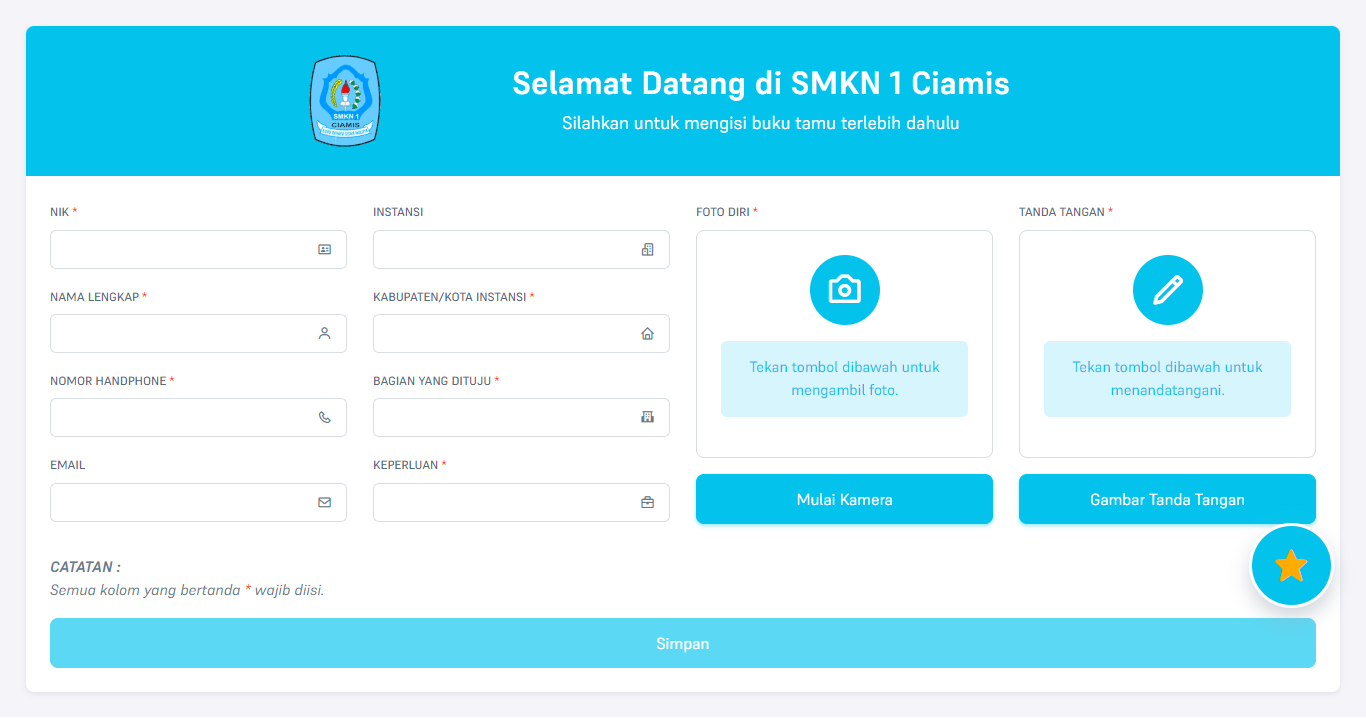 SMKN 1
CIAMIS
Selamat Datang di SMKN 1 Ciamis
Silahkan untuk mengisi buku tamu terlebih dahulu
NIK *
NAMA LENGKAP *
NOMOR HANDPHONE *
EMAIL
INSTANSI
KABUPATEN/KOTA INSTANSI *
BAGIAN YANG DITUJU *
KEPERLUAN *
FOTO DIRI *
Tekan tombol dibawah untuk
mengambil foto.
Mulai Kamera
TANDA TANGAN *
Tekan tombol dibawah untuk
menandatangani.
Gambar Tanda Tangan
CATATAN :
Semua kolom yang bertanda * wajib diisi.
Simpan